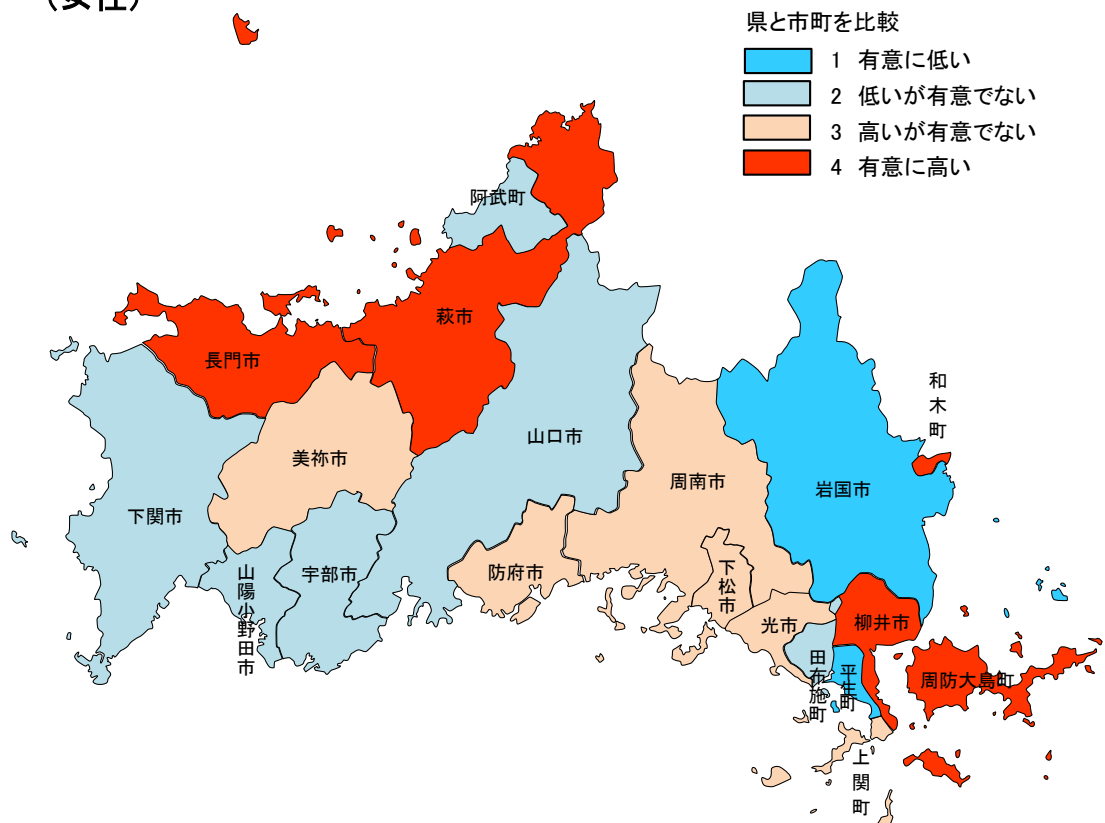 （女性）
県と市町を比較
1 有意に低い
2 低いが有意でない
3 高いが有意でない
4 有意に高い
阿武町
萩市
長門市
和木町
山口市
美祢市
周南市
岩国市
下関市
宇部市
防府市
下松市
山陽小野田市
光市
柳井市
田布施町
平生町
周防大島町
上関町